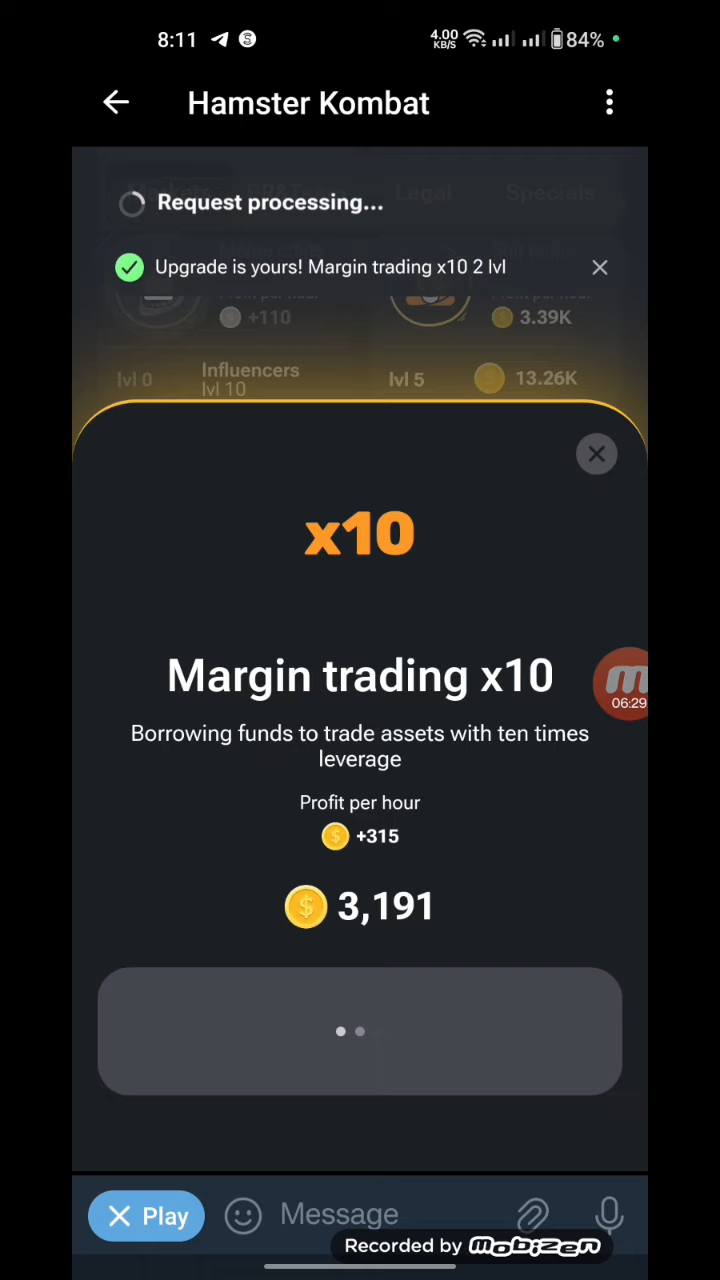 8:11
4.00
KB/S
84%
Hamster Kombat
Legal
Specials
Request processing...
Upgrade is yours! Margin trading x10 2 lvl
+110
3.39K
Influencers
lvl 0
lvl 10
lvl 5
13.26K
x10
Margin trading x10
06:29
Borrowing funds to trade assets with ten times
leverage
Profit per hour
+315
3,191
Play
Message
Recorded by mobizen